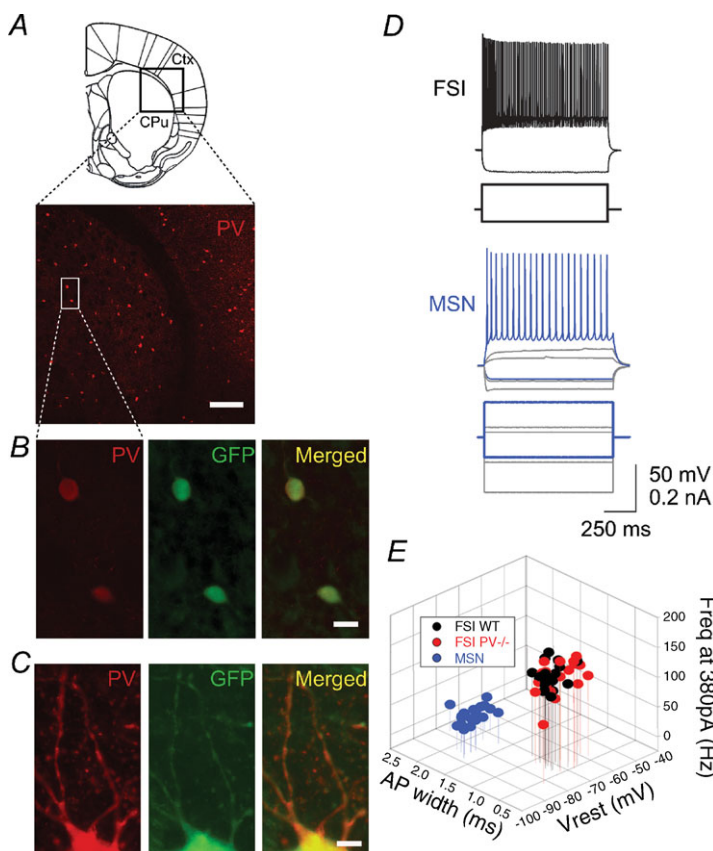 A
Ctx
CPu
PV
B
PV
GFP
Merged
C
PV
GFP
Merged
D
FSI
MSN
50 mV
0.2 nA
250 ms
E
FSI WT
FSI PV-/-
MSN
200
150
100
50
0
Freq at 380pA (Hz)
2.5
2.0
1.5
1.0
0.5
AP width (ms)
-100
-90
-80
-70
-60
-50
-40
Vrest (mV)